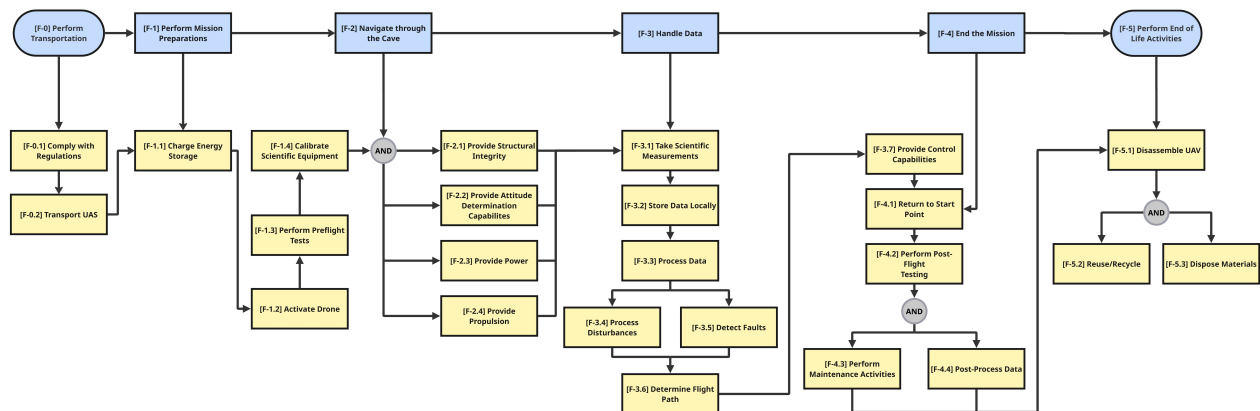 [F-0] Perform
Transportation
[F-1] Perform Mission
Preparations
[F-2] Navigate through
the Cave
[F-3] Handle Data
[F-4] End the Mission
[F-5] Perform End of
Life Activities
[F-0.1] Comply with
Regulations
[F-0.2] Transport UAS
[F-1.1] Charge Energy
Storage
[F-1.4] Calibrate
Scientific Equipment
[F-1.3] Perform Preflight
Tests
[F-1.2] Activate Drone
AND
[F-2.1] Provide Structural
Integrity
[F-2.2] Provide Attitude
Determination
Capabilites
[F-2.3] Provide Power
[F-2.4] Provide
Propulsion
[F-3.1] Take Scientific
Measurements
[F-3.2] Store Data Locally
[F-3.3] Process Data
[F-3.4] Process
Disturbances
[F-3.5] Detect Faults
[F-3.6] Determine Flight
Path
[F-3.7] Provide Control
Capabilities
[F-4.1] Return to Start
Point
[F-4.2] Perform Post-
Flight
Testing
AND
[F-4.3] Perform
Maintenance Activities
[F-4.4] Post-Process Data
[F-5.1] Disassemble UAV
AND
[F-5.2] Reuse/Recycle
[F-5.3] Dispose Materials